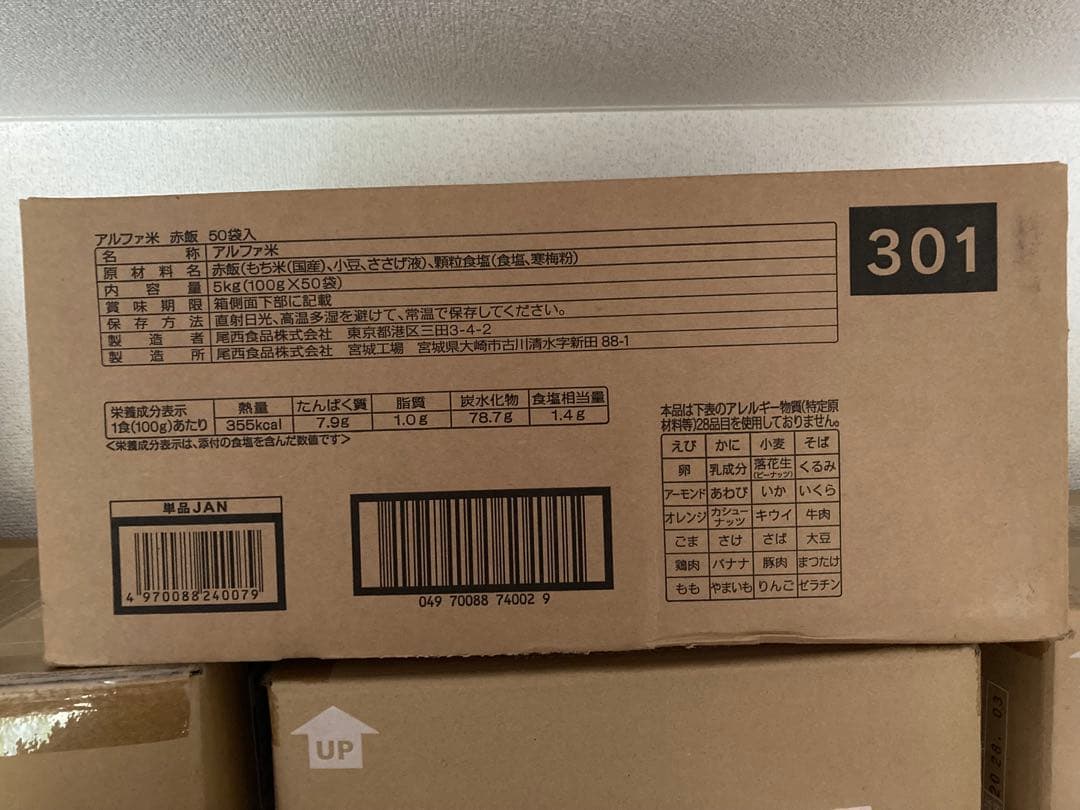 アルファ米 赤飯 50袋入
名称 アルファ米
原材料名 赤飯(もち米(国産)、小豆、ささげ液)、顆粒食塩(食塩、寒梅粉)
内容量 5kg(100g×50袋)
賞味期限 箱側面下部に記載
保存方法 直射日光、高温多湿を避けて、常温で保存してください。
製造者 尾西食品株式会社 東京都港区三田3-4-2
製造所 尾西食品株式会社 宮城工場 宮城県大崎市古川清水字新田 88-1
301
栄養成分表示 1食(100g)あたり
熱量 たんぱく質 脂質 炭水化物 食塩相当量
355kcal 7.9g 1.0g 78.7g 1.4g
<栄養成分表示は、添付の食塩を含んだ数値です>
本品は下表のアレルギー物質(特定原
材料等)28品目を使用しておりません。
えび かに 小麦 そば
卵 乳成分 落花生(ピーナッツ) くるみ
アーモンド あわび いか いくら
オレンジ カシューナッツ キウイ 牛肉
ごま さけ さば 大豆
鶏肉 バナナ 豚肉 まつたけ
もも やまいも りんご ゼラチン
単品JAN
4 970088 240079
049 70088 74002 9
UP
2028.03